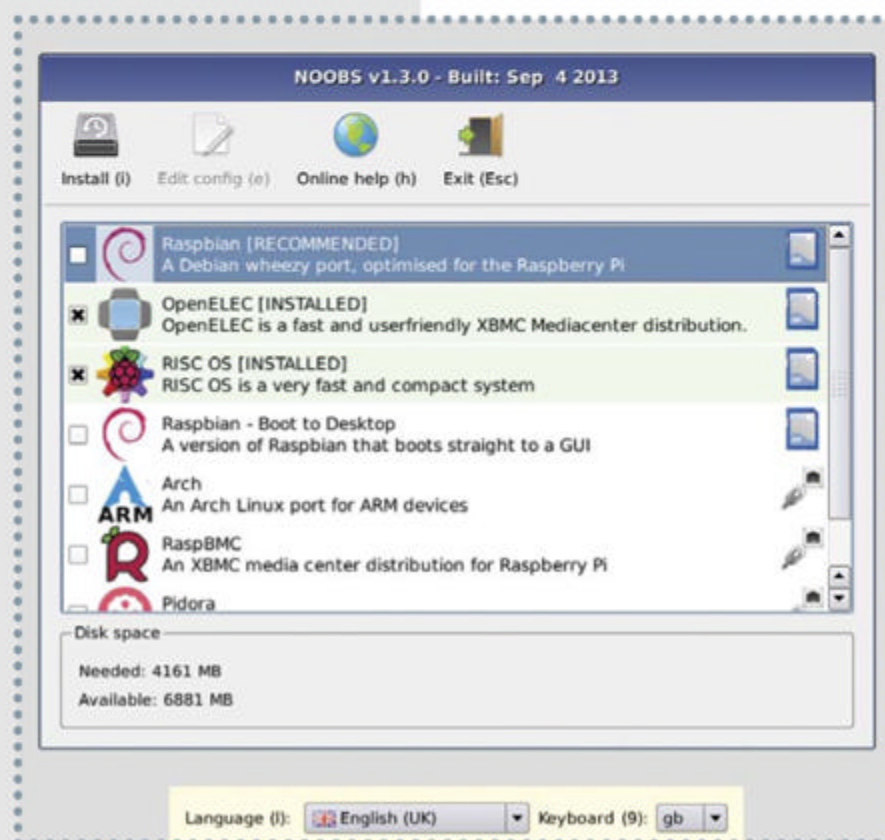 NOOBS v1.3.0 - Built: Sep 4 2013
Install (i) Edit config (e) Online help (h) Exit (Esc)
Raspbian [RECOMMENDED]
A Debian wheezy port, optimised for the Raspberry Pi
OpenELEC [INSTALLED]
OpenELEC is a fast and userfriendly XBMC Mediacenter distribution.
RISC OS [INSTALLED]
RISC OS is a very fast and compact system
Raspbian - Boot to Desktop
A version of Raspbian that boots straight to a GUI
Arch
ARM An Arch Linux port for ARM devices
RaspBMC
An XBMC media center distribution for Raspberry Pi
Pidora
Disk space
Needed: 4161 MB
Available: 6881 MB
Language (l): English (UK) Keyboard (9): gb